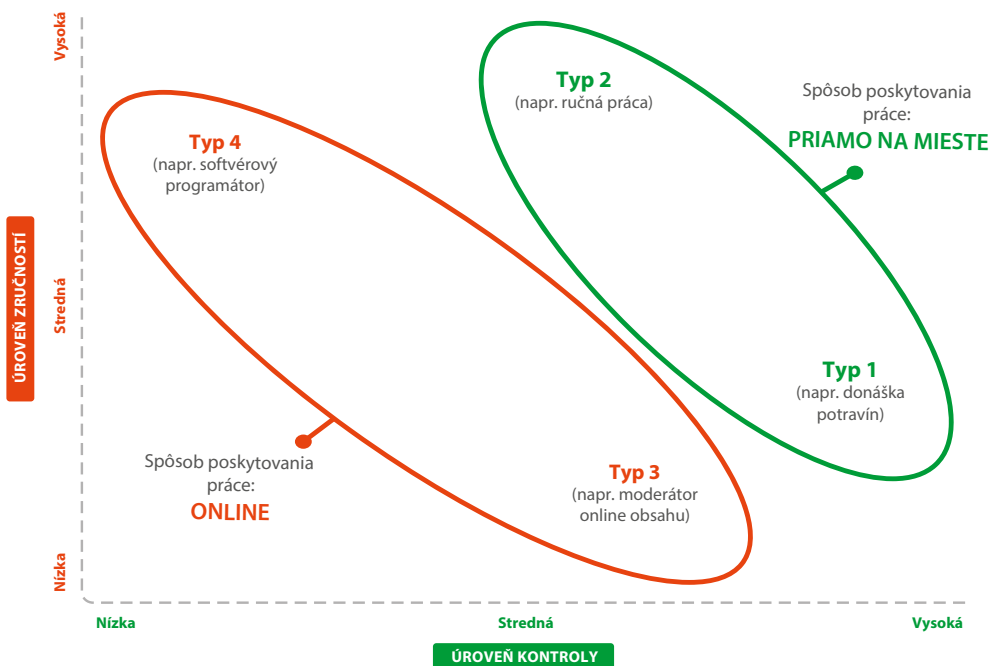 Vysoká
Stredná
Nízka
ÚROVEŇ ZRUČNOSTÍ
Typ 2
(napr. ručná práca)
Spôsob poskytovania
práce:
PRIAMO NA MIESTE
Typ 4
(napr. softvérový
programátor)
Typ 1
(napr. donáška
potravín)
Spôsob poskytovania
práce:
ONLINE
Typ 3
(napr. moderátor
online obsahu)
Nízka
Stredná
Vysoká
ÚROVEŇ KONTROLY